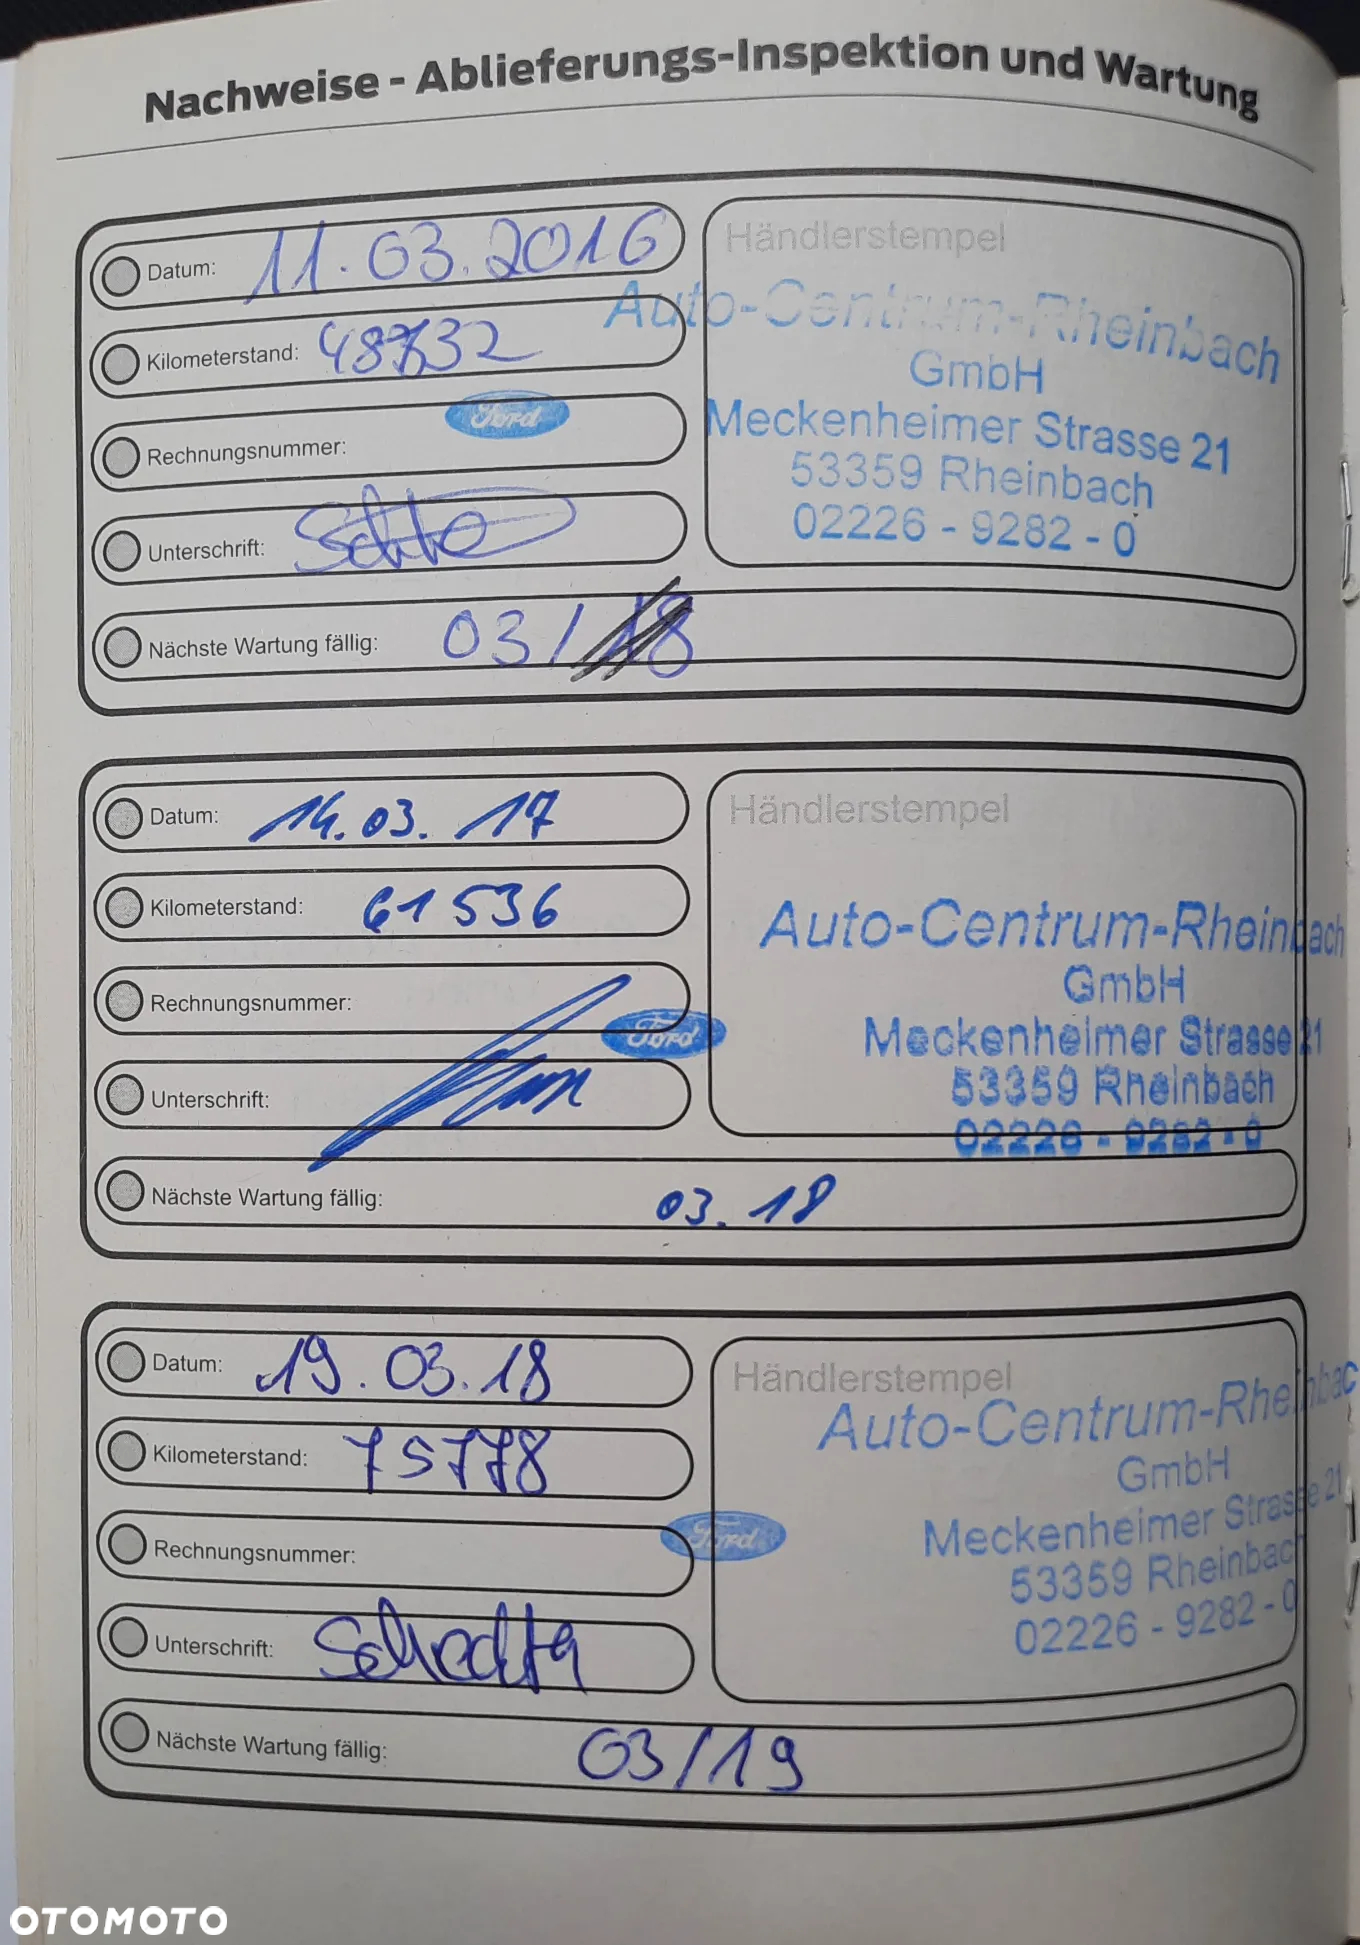 Nachweise - Ablieferungs-Inspektion und Wartung
Datum: 11.03.2016
Kilometerstand:
Rechnungsnummer:
Ford
Unterschrift:
Nächste Wartung fällig: 03/18
Händlerstempel
Auto-Centrum-Rheinbach
GmbH
Meckenheimer Strasse 21
53359 Rheinbach
02226 - 9282 - 0
Datum: 14.03.17
Kilometerstand: 61536
Rechnungsnummer:
Ford
Unterschrift:
Nächste Wartung fällig: 03.18
Händlerstempel
Auto-Centrum-Rheinbach
GmbH
Meckenheimer Strasse 21
53359 Rheinbach
02226 - 9282 - 0
Datum: 19.03.18
Kilometerstand: 75778
Rechnungsnummer:
Ford
Unterschrift:
Nächste Wartung fällig: 03/19
Händlerstempel
Auto-Centrum-Rheinbac
GmbH
Meckenheimer Strasse 21
53359 Rheinbac
02226 - 9282 - 0
OTOMOTO